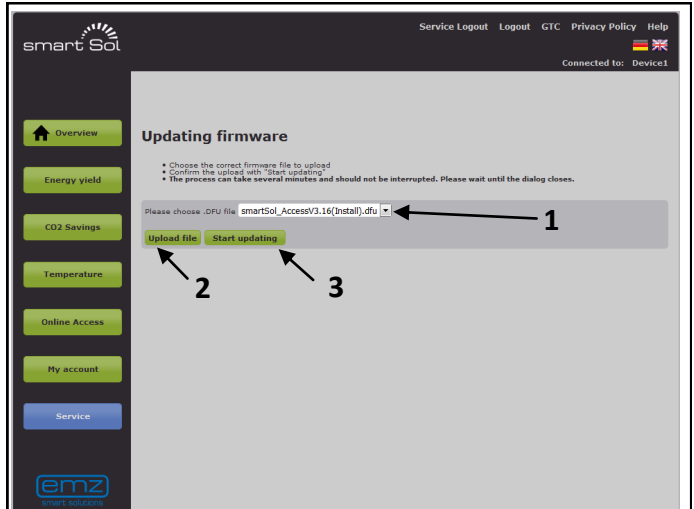 smart Sol
Service Logout Logout GTC Privacy Policy Help
Connected to: Device1
Overview
Energy yield
CO2 Savings
Temperature
Online Access
My account
Service
emz
smart solutions
Updating firmware
• Choose the correct firmware file to upload
• Confirm the upload with "Start updating"
• The process can take several minutes and should not be interrupted. Please wait until the dialog closes.
Please choose .DFU file smartSol_AccessV3.16(Install).dfu
1
Upload file Start updating
2 3